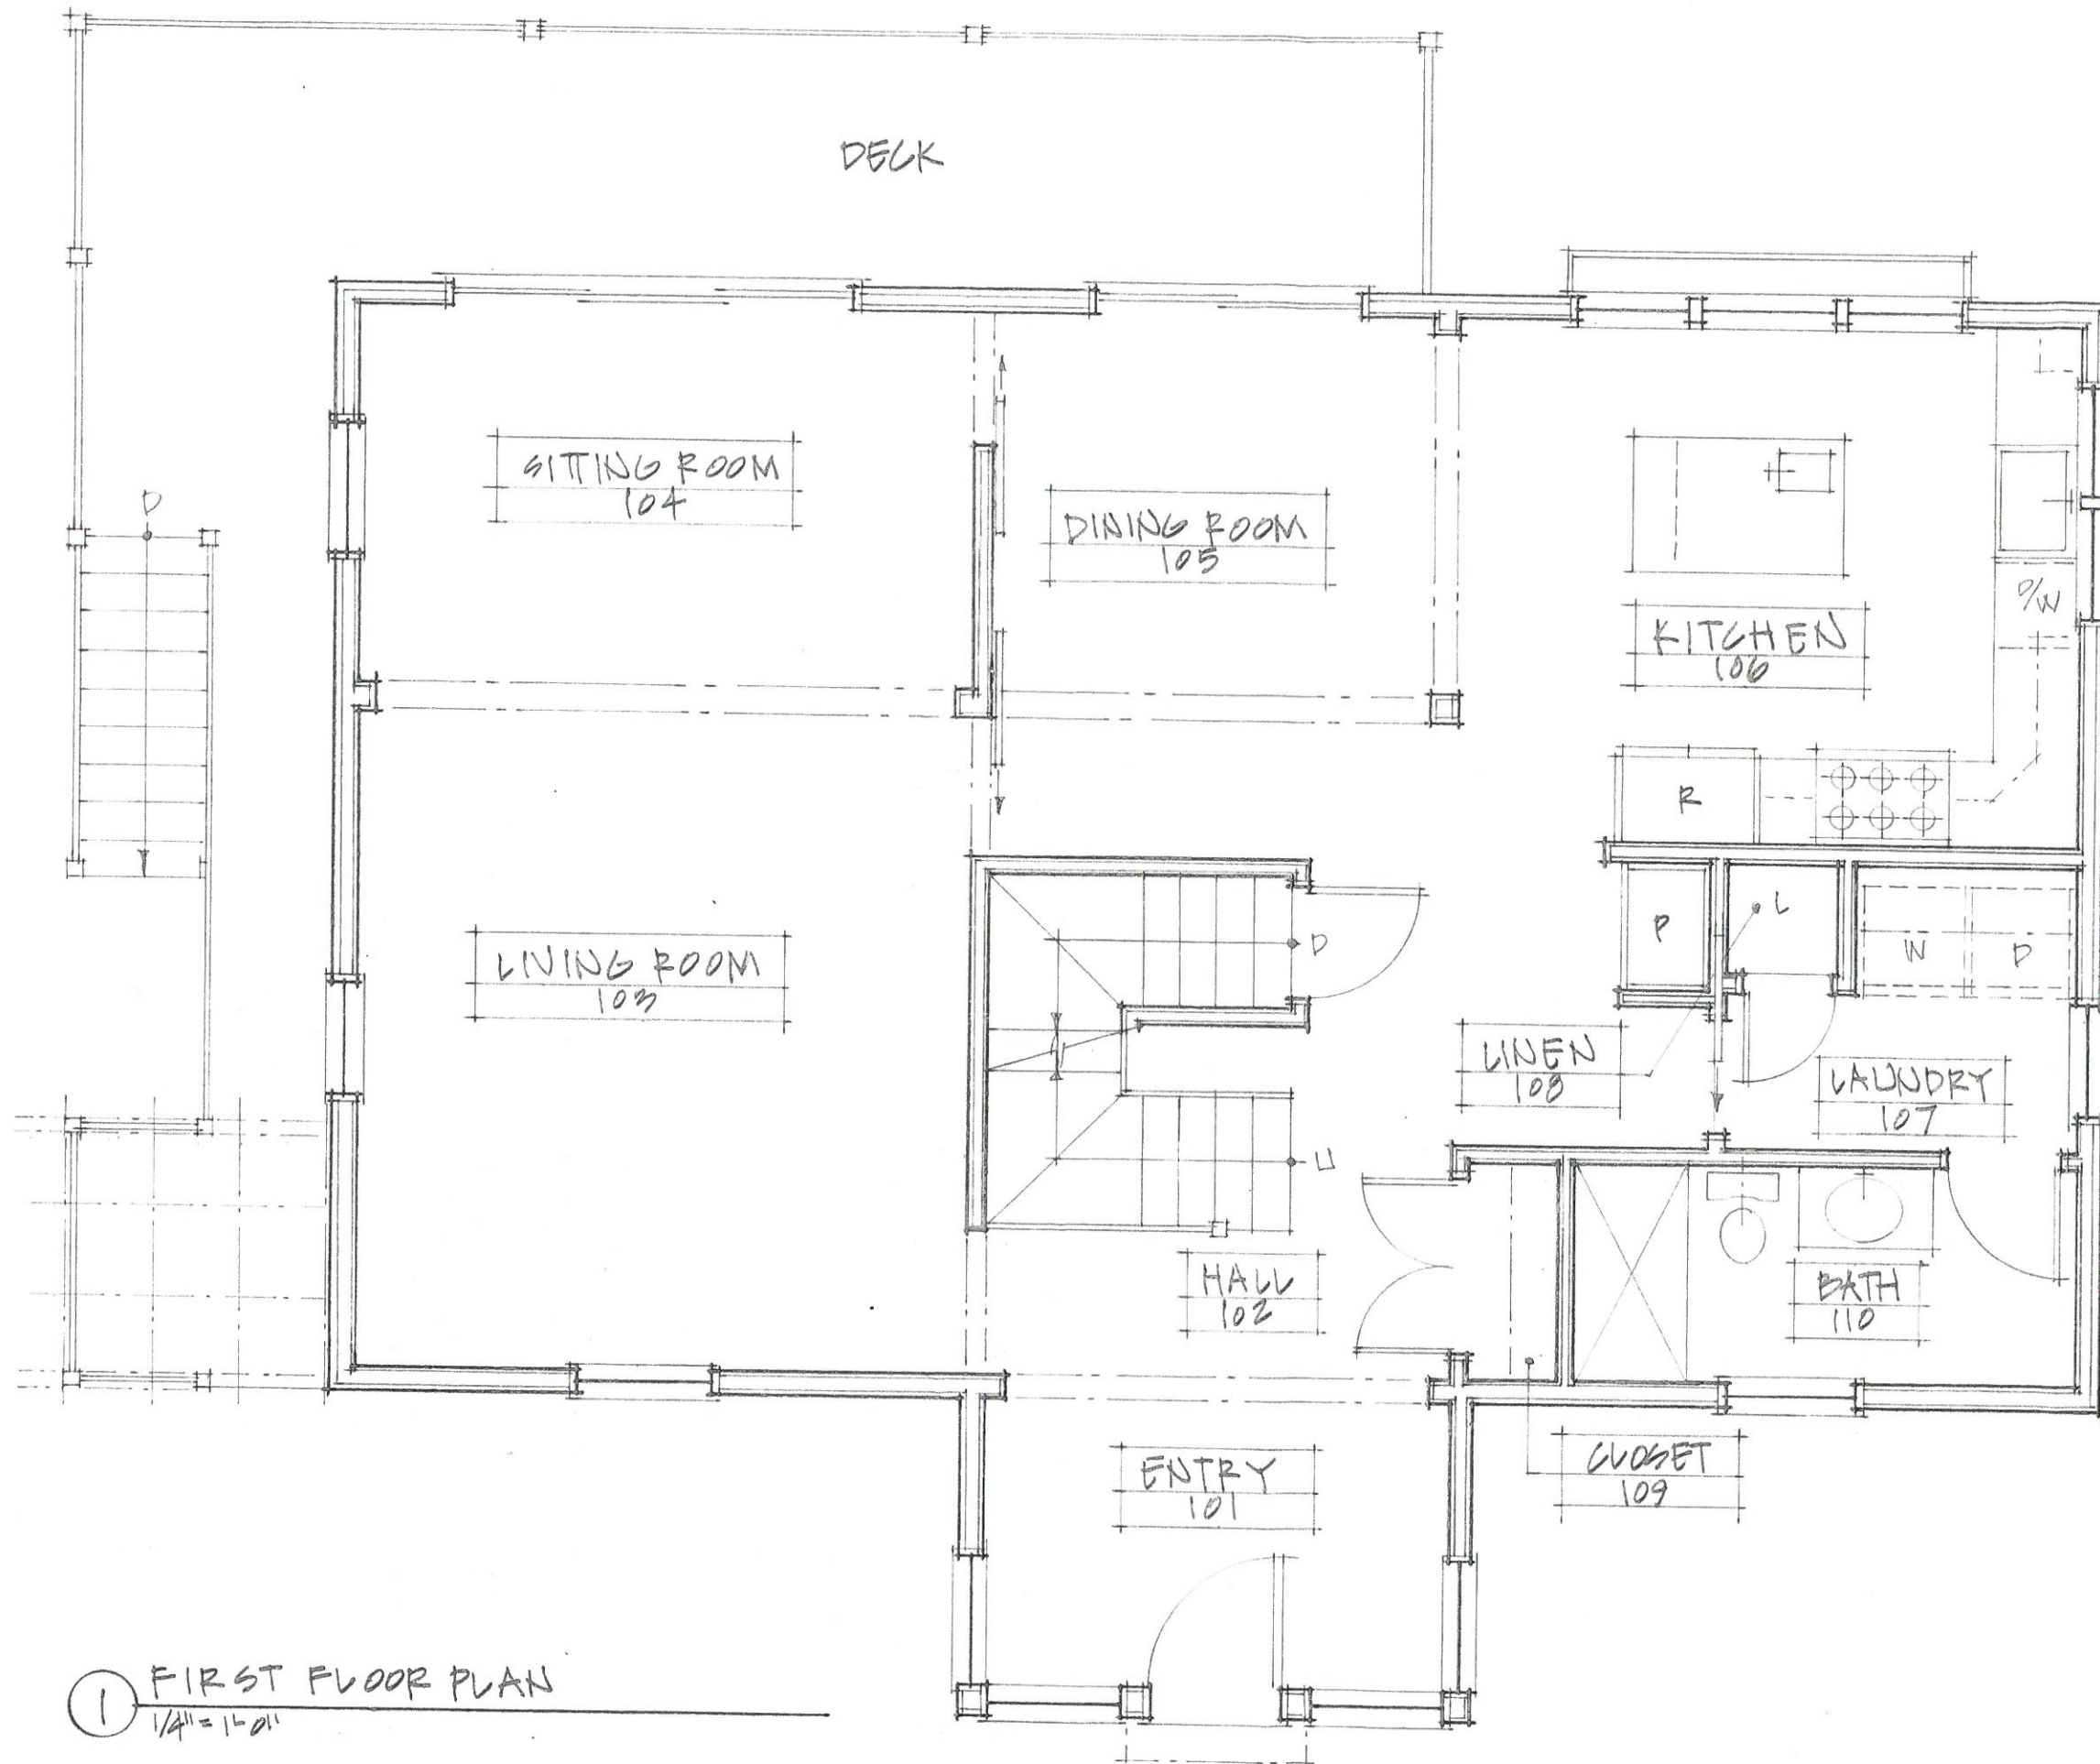 DECK
SITTING ROOM
104
D
DINING ROOM
105
D/W
KITCHEN
106
R
LIVING ROOM
103
D
P
L
W
D
LINEN
108
LAUNDRY
107
U
HALL
102
BATH
110
ENTRY
101
CLOSET
109
1
FIRST FLOOR PLAN
1/4" = 1'-0"